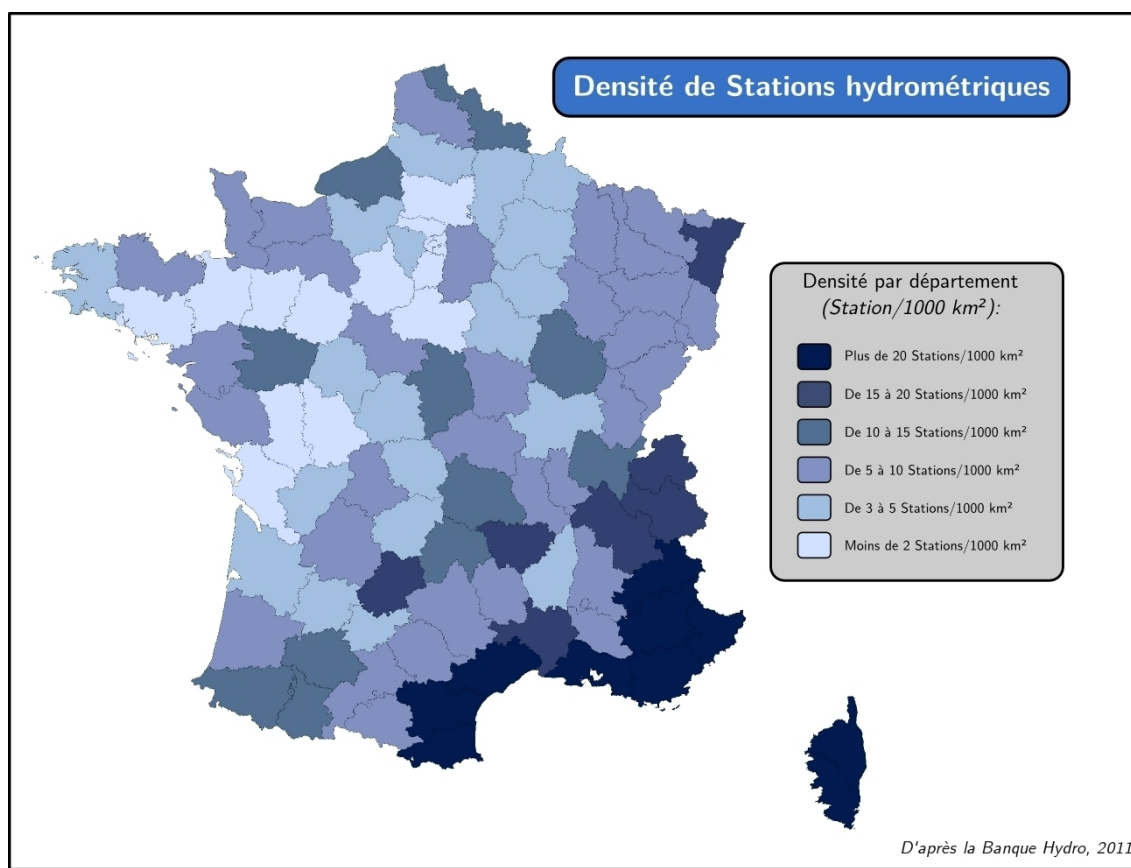 Densité de Stations hydrométriques
Densité par département
(Station/1000 km²):
Plus de 20 Stations/1000 km²
De 15 à 20 Stations/1000 km²
De 10 à 15 Stations/1000 km²
De 5 à 10 Stations/1000 km²
De 3 à 5 Stations/1000 km²
Moins de 2 Stations/1000 km²
D'après la Banque Hydro, 2011